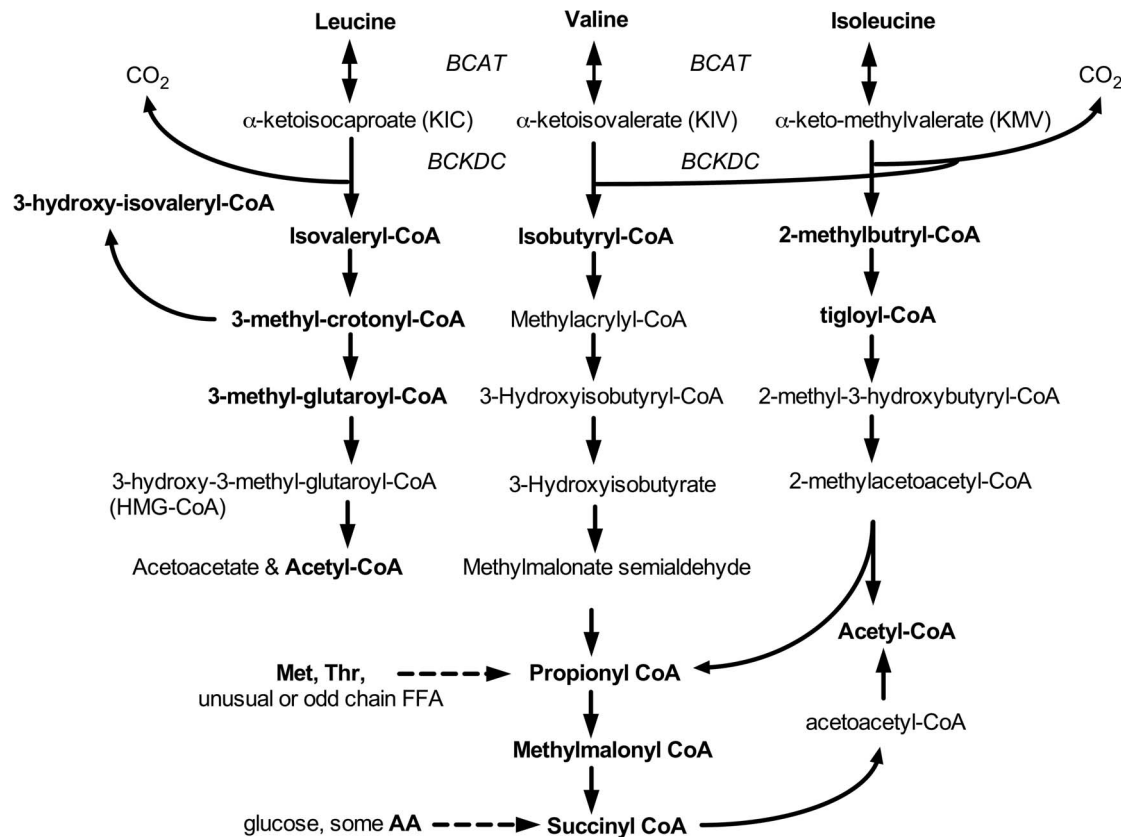 Leucine
Valine
Isoleucine
BCAT
BCAT
CO2
CO2
α-ketoisocaproate (KIC)
α-ketoisovalerate (KIV)
α-keto-methylvalerate (KMV)
BCKDC
BCKDC
3-hydroxy-isovaleryl-CoA
Isovaleryl-CoA
Isobutyryl-CoA
2-methylbutryl-CoA
3-methyl-crotonyl-CoA
Methylacrylyl-CoA
tigloyl-CoA
3-methyl-glutaroyl-CoA
3-Hydroxyisobutyryl-CoA
2-methyl-3-hydroxybutyryl-CoA
3-hydroxy-3-methyl-glutaroyl-CoA
(HMG-CoA)
3-Hydroxyisobutyrate
2-methylacetoacetyl-CoA
Acetoacetate & Acetyl-CoA
Methylmalonate semialdehyde
Acetyl-CoA
Met, Thr,
unusual or odd chain FFA
Propionyl CoA
acetoacetyl-CoA
Methylmalonyl CoA
glucose, some AA
Succinyl CoA